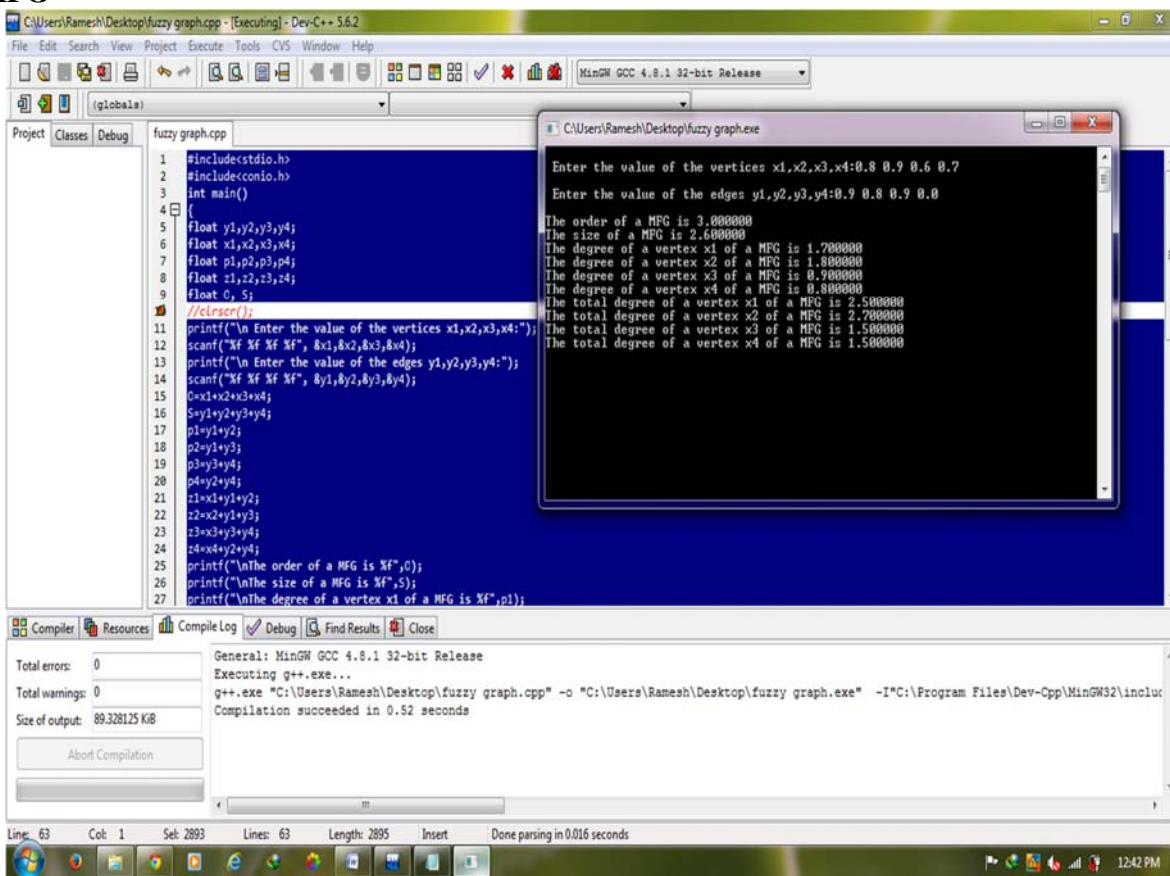 C:\Users\Ramesh\Desktop\fuzzy graph.cpp - [Executing] - Dev-C++ 5.6.2
File Edit Search View Project Execute Tools CVS Window Help
MinGW GCC 4.8.1 32-bit Release
(globals)
Project Classes Debug
fuzzy graph.cpp
1 #include<stdio.h>
2 #include<conio.h>
3 int main()
4 {
5 float y1,y2,y3,y4;
6 float x1,x2,x3,x4;
7 float p1,p2,p3,p4;
8 float z1,z2,z3,z4;
9 float O, S;
//clrscr();
11 printf("\n Enter the value of the vertices x1,x2,x3,x4:");
12 scanf("%f %f %f %f", &x1,&x2,&x3,&x4);
13 printf("\n Enter the value of the edges y1,y2,y3,y4:");
14 scanf("%f %f %f %f", &y1,&y2,&y3,&y4);
15 O=x1+x2+x3+x4;
16 S=y1+y2+y3+y4;
17 p1=y1+y2;
18 p2=y1+y3;
19 p3=y3+y4;
20 p4=y2+y4;
21 z1=x1+y1+y2;
22 z2=x2+y1+y3;
23 z3=x3+y3+y4;
24 z4=x4+y2+y4;
25 printf("\nThe order of a MFG is %f",O);
26 printf("\nThe size of a MFG is %f",S);
27 printf("\nThe degree of a vertex x1 of a MFG is %f",p1);
C:\Users\Ramesh\Desktop\fuzzy graph.exe
Enter the value of the vertices x1,x2,x3,x4:0.8 0.9 0.6 0.7
Enter the value of the edges y1,y2,y3,y4:0.9 0.8 0.9 0.0
The order of a MFG is 3.000000
The size of a MFG is 2.600000
The degree of a vertex x1 of a MFG is 1.700000
The degree of a vertex x2 of a MFG is 1.800000
The degree of a vertex x3 of a MFG is 0.900000
The degree of a vertex x4 of a MFG is 0.800000
The total degree of a vertex x1 of a MFG is 2.500000
The total degree of a vertex x2 of a MFG is 2.700000
The total degree of a vertex x3 of a MFG is 1.500000
The total degree of a vertex x4 of a MFG is 1.500000
Compiler Resources Compile Log Debug Find Results Close
Total errors: 0
Total warnings: 0
Size of output: 89.328125 KiB
Abort Compilation
General: MinGW GCC 4.8.1 32-bit Release
Executing g++.exe...
g++.exe "C:\Users\Ramesh\Desktop\fuzzy graph.cpp" -o "C:\Users\Ramesh\Desktop\fuzzy graph.exe" -I"C:\Program Files\Dev-Cpp\MinGW32\includ
Compilation succeeded in 0.52 seconds
Line: 63 Col: 1 Sel: 2893 Lines: 63 Length: 2895 Insert Done parsing in 0.016 seconds
12:42 PM